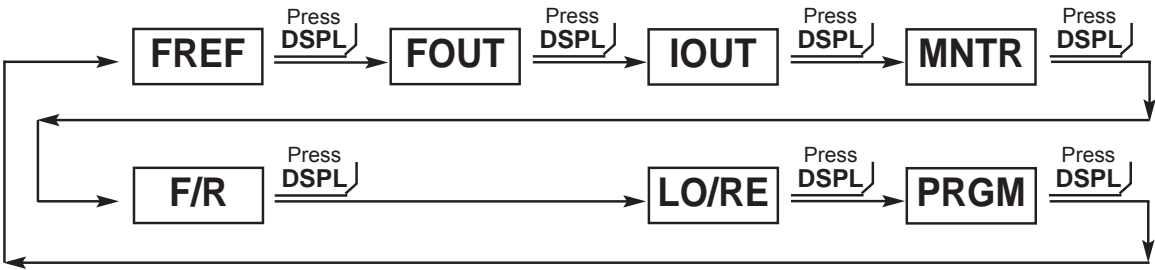 Press
DSPL
Press
DSPL
Press
DSPL
Press
DSPL
FREF
FOUT
IOUT
MNTR
Press
DSPL
Press
DSPL
Press
DSPL
F/R
LO/RE
PRGM